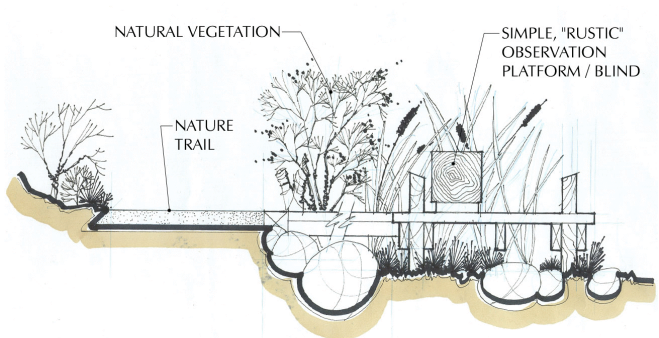 NATURAL VEGETATION
SIMPLE, "RUSTIC"
OBSERVATION
PLATFORM / BLIND
NATURE
TRAIL